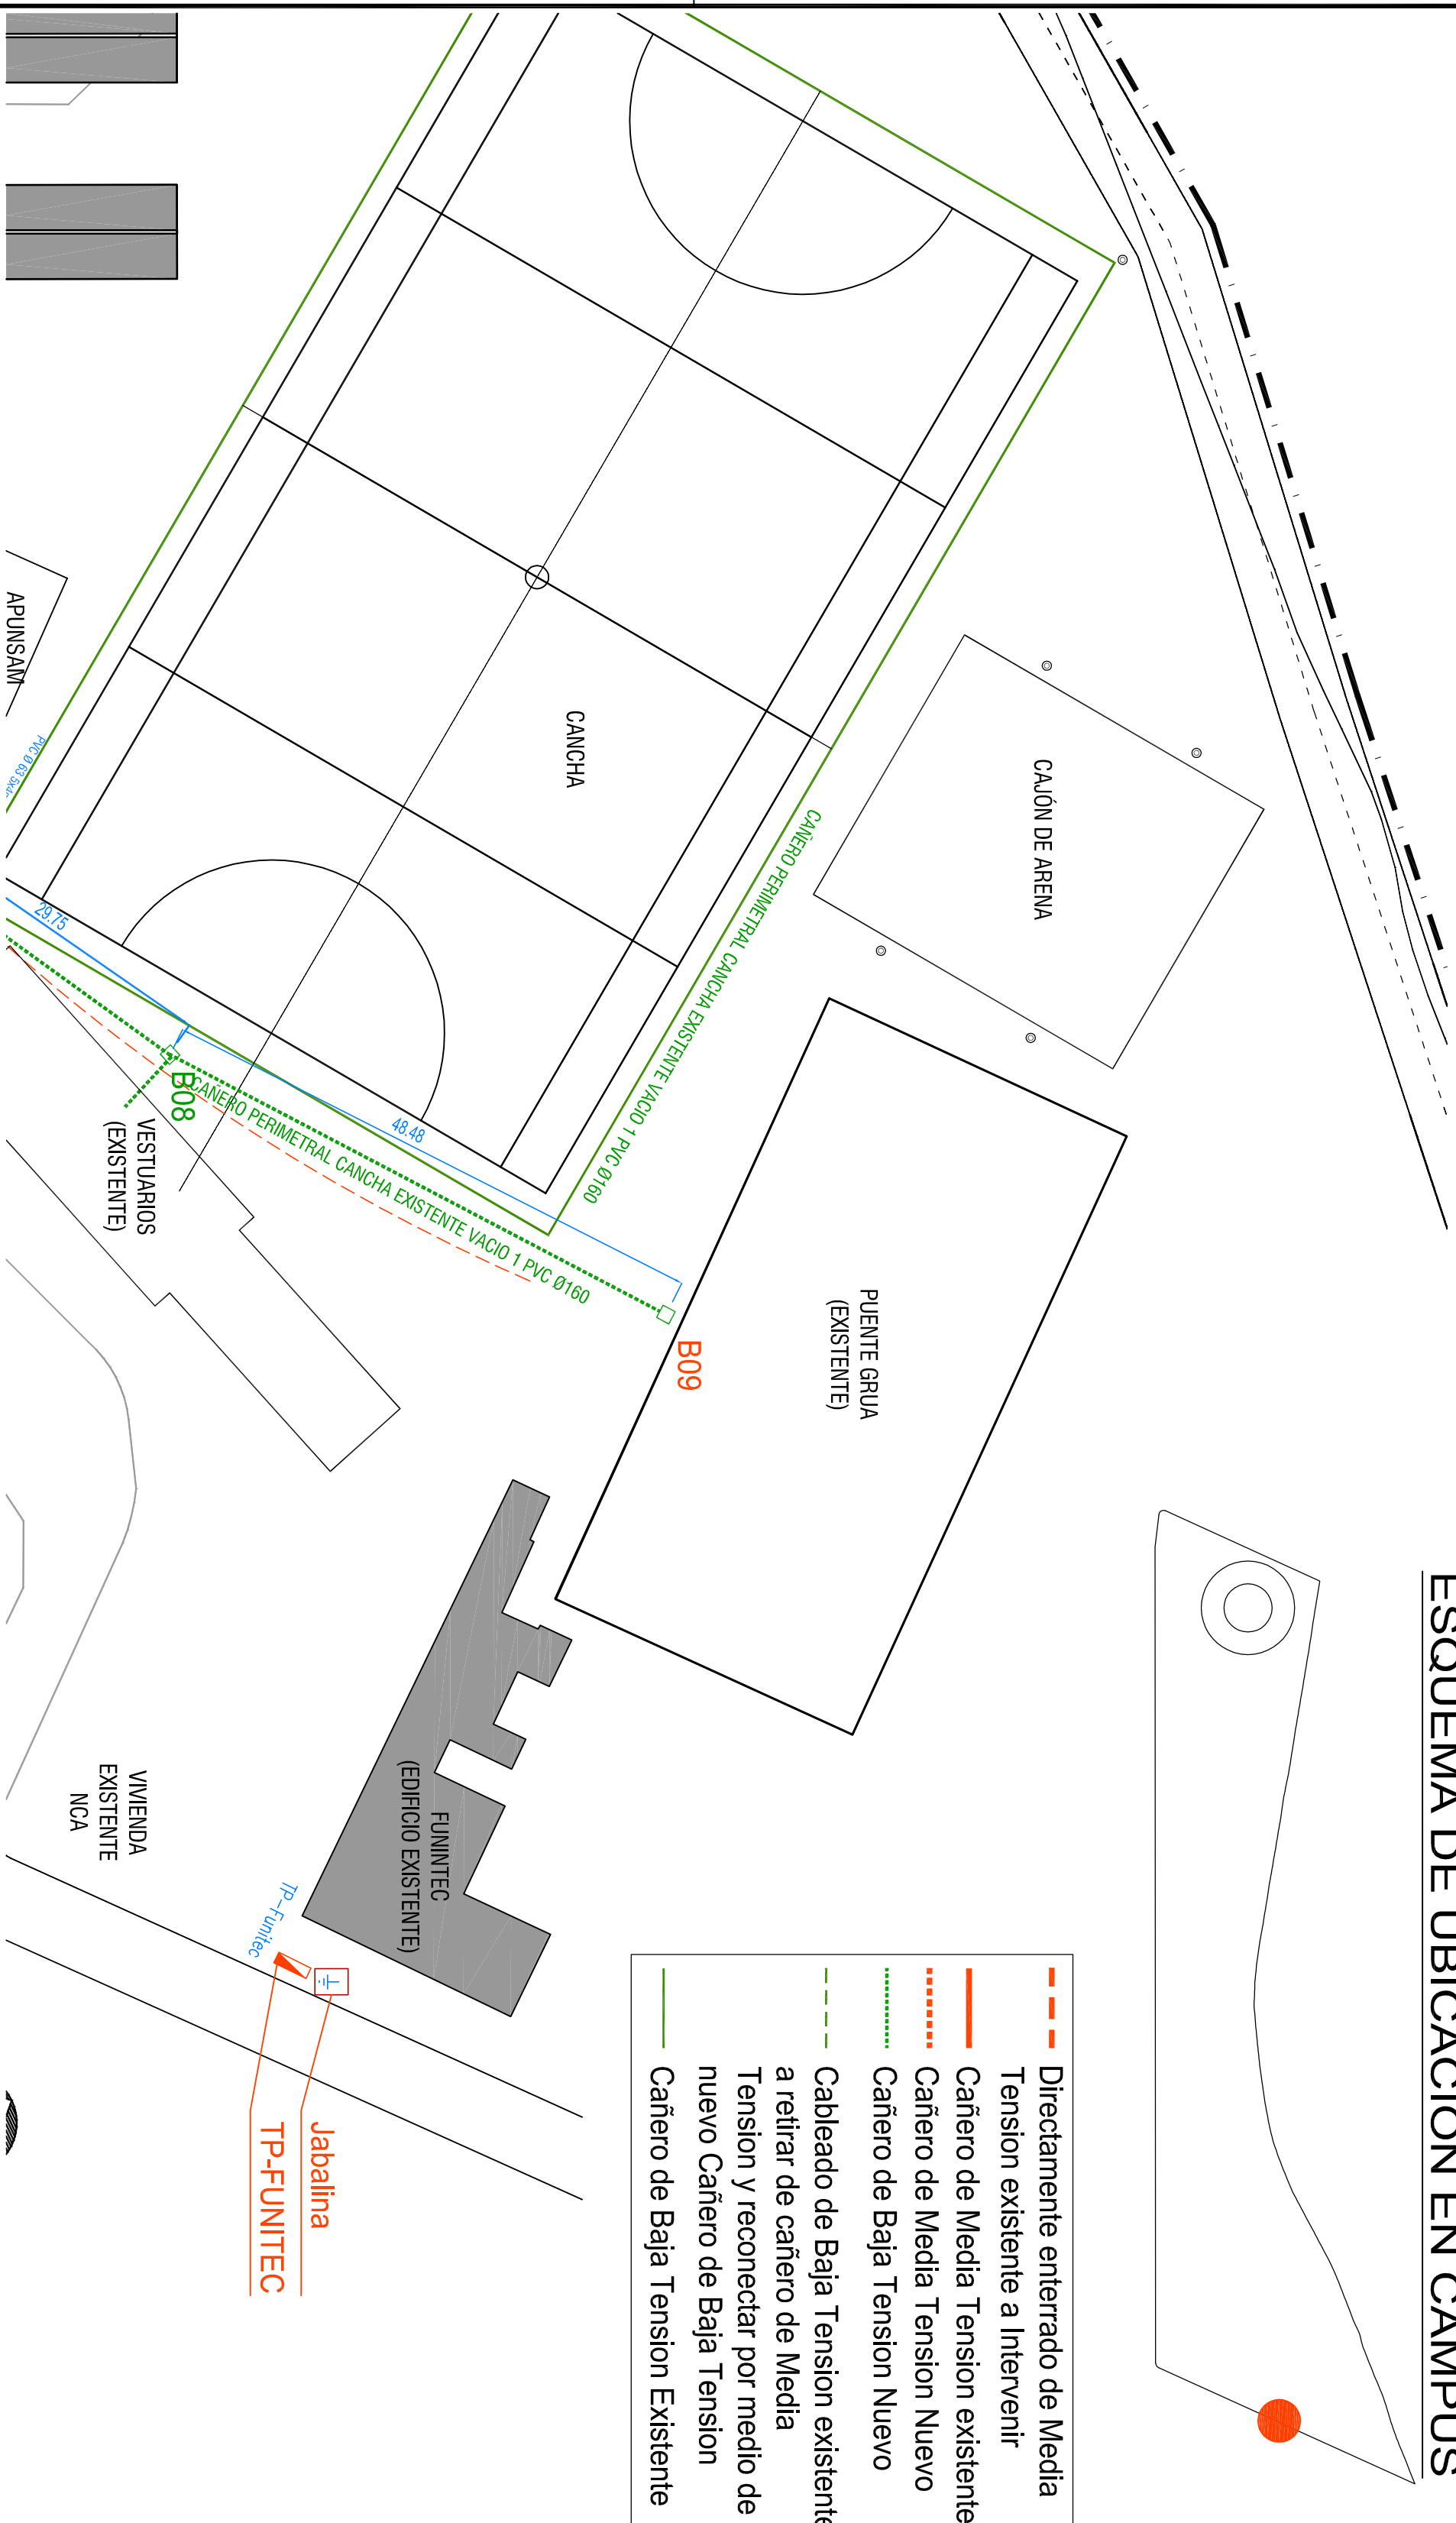 ESQUEMA DE UBICACIÓN EN CAMPUS
CAJÓN DE ARENA
CANCHA
CAÑERO PERIMETRAL CANCHA EXISTENTE VACIO 1 PVC Ø160
PUENTE GRUA
(EXISTENTE)
APUNSAM
29.75
48.48
B08
CAÑERO PERIMETRAL CANCHA EXISTENTE VACIO 1 PVC Ø160
B09
VESTUARIOS
(EXISTENTE)
FUNINTEC
(EDIFICIO EXISTENTE)
VIVIENDA
EXISTENTE
NCA
TP-Funitec
Jabalina
TP-FUNITEC
Directamente enterrado de Media
Tension existente a Intervenir
Cañero de Media Tension existente
Cañero de Media Tension Nuevo
Cañero de Baja Tension Nuevo
Cableado de Baja Tension existente
a retirar de cañero de Media
Tension y reconectar por medio de
nuevo Cañero de Baja Tension
Cañero de Baja Tension Existente
PVC Ø 63